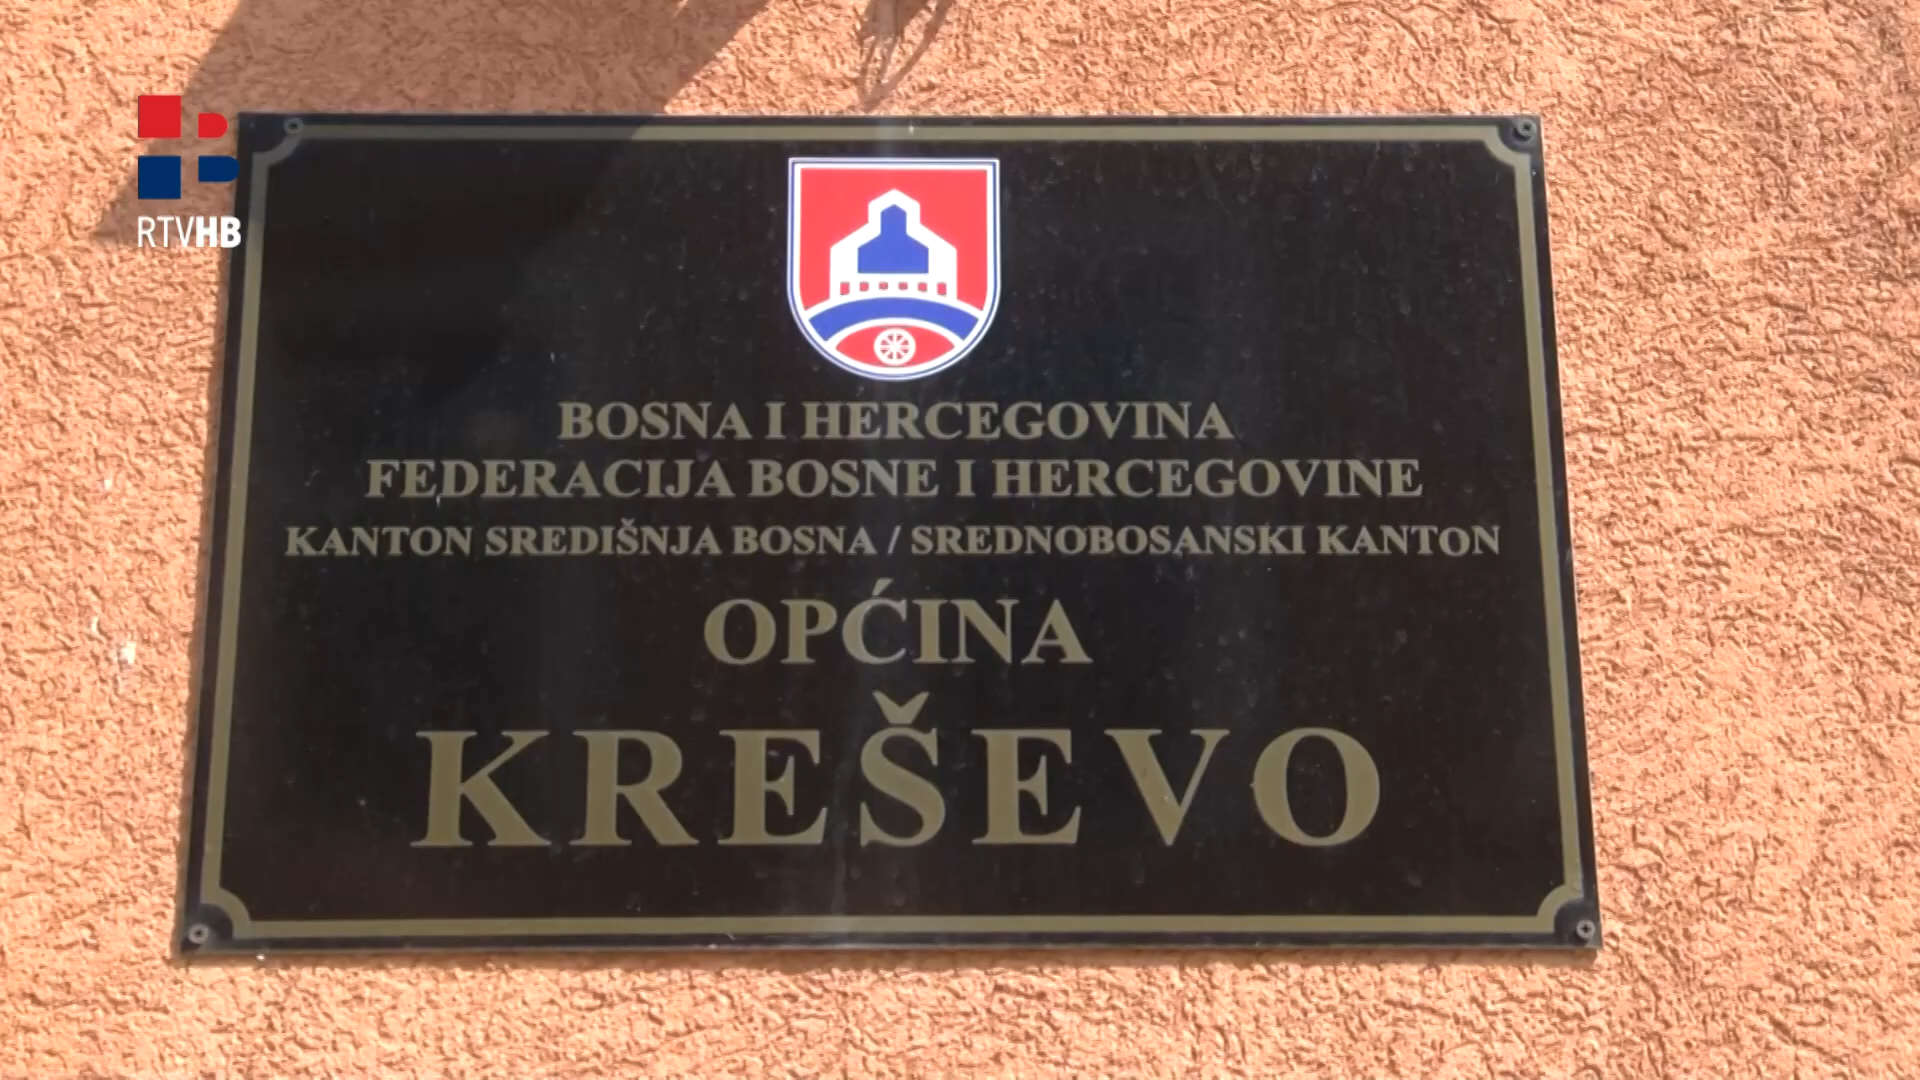 RTVHB
BOSNA I HERCEGOVINA
FEDERACIJA BOSNE I HERCEGOVINE
KANTON SREDIŠNJA BOSNA / SREDNOBOSANSKI KANTON
OPĆINA
KREŠEVO